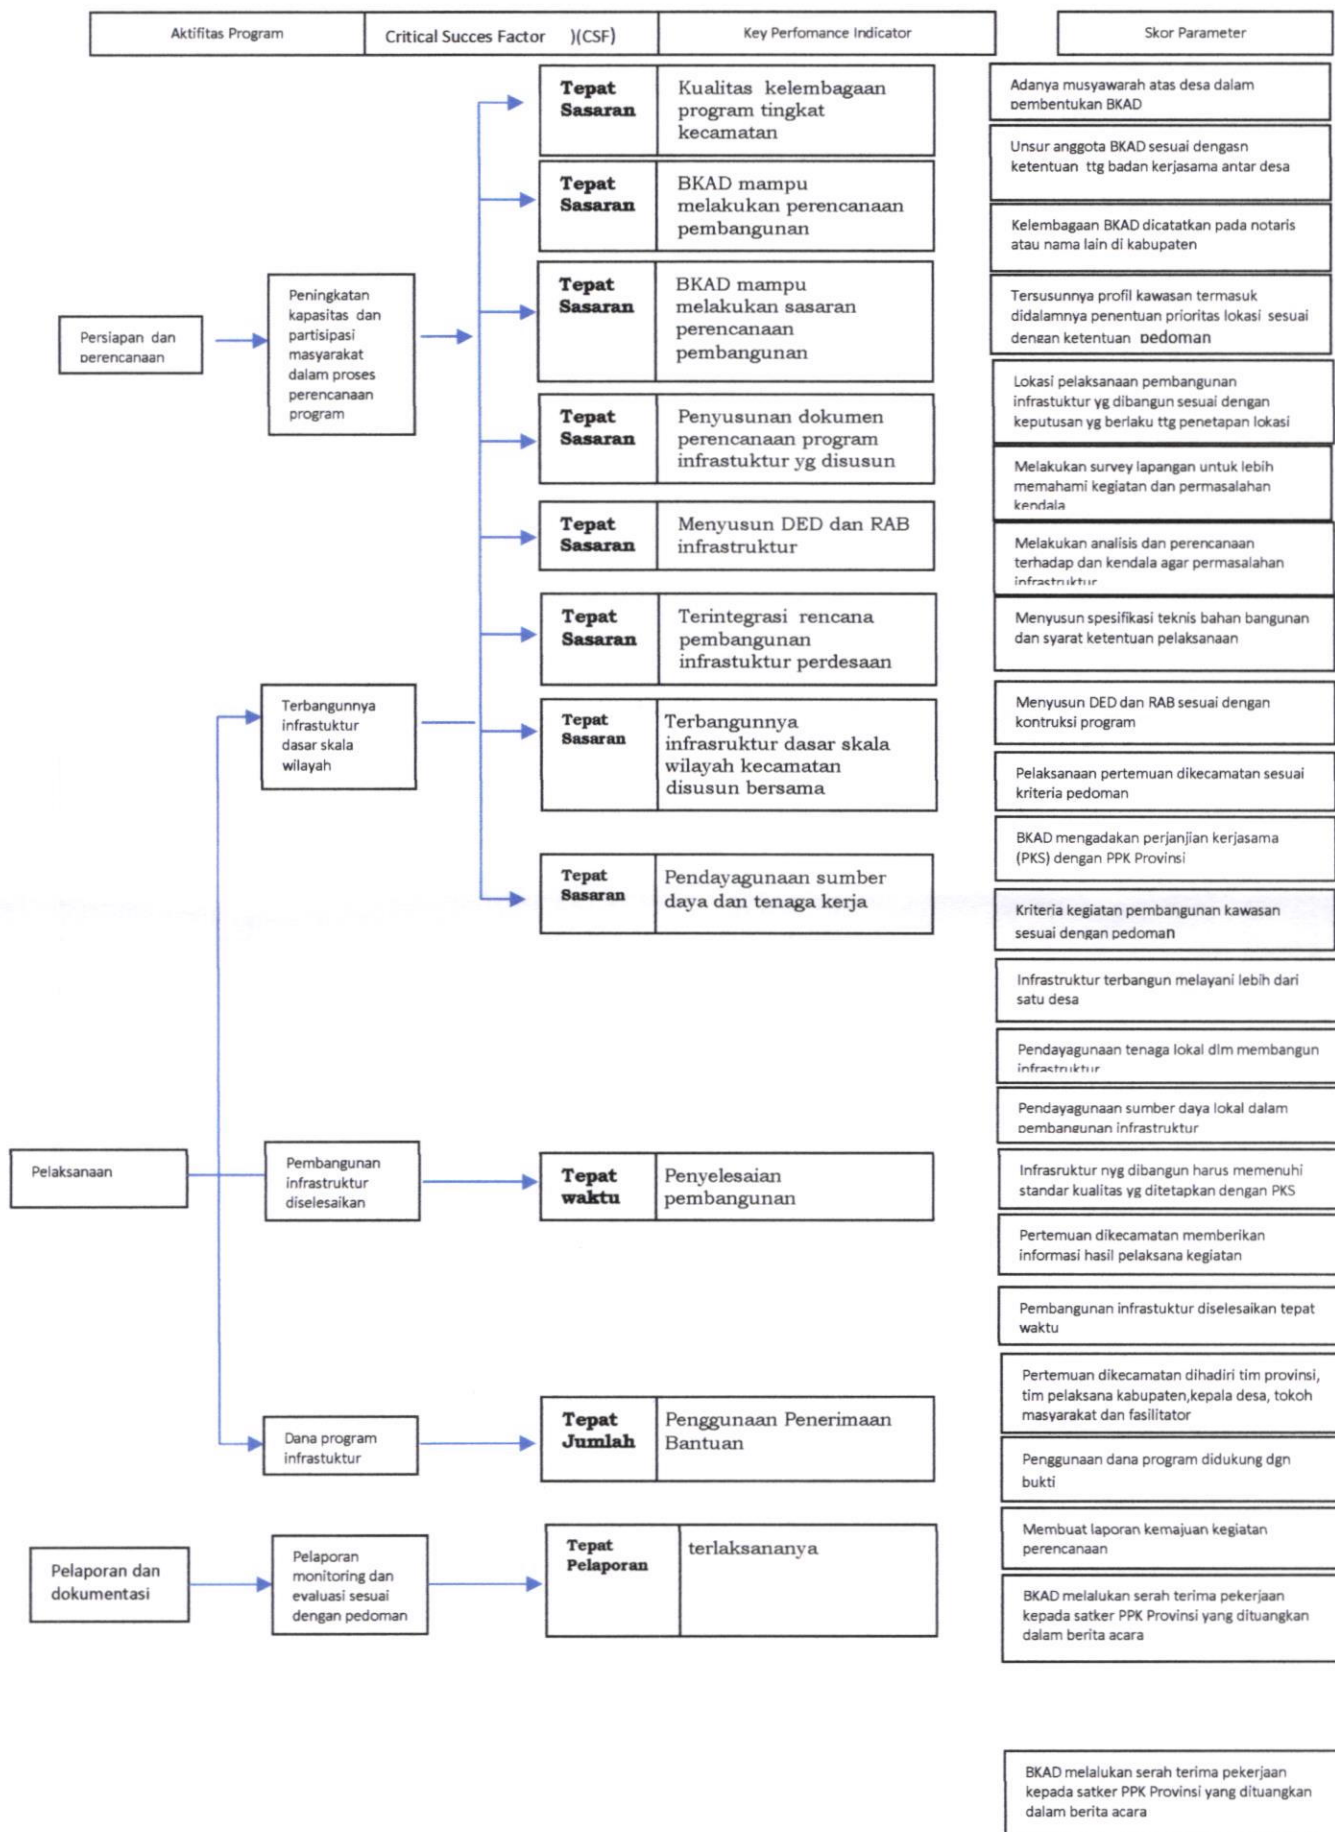 Aktifitas Program
Critical Succes Factor )(CSF)
Key Perfomance Indicator
Skor Parameter
Persiapan dan
perencanaan
Peningkatan
kapasitas dan
partisipasi
masyarakat
dalam proses
perencanaan
program
Tepat
Sasaran
Kualitas kelembagaan
program tingkat
kecamatan
Tepat
Sasaran
BKAD mampu
melakukan perencanaan
pembangunan
Tepat
Sasaran
BKAD mampu
melakukan sasaran
perencanaan
pembangunan
Tepat
Sasaran
Penyusunan dokumen
perencanaan program
infrastuktur yg disusun
Tepat
Sasaran
Menyusun DED dan RAB
infrastruktur
Tepat
Sasaran
Terintegrasi rencana
pembangunan
infrastuktur perdesaan
Terbangunnya
infrastuktur
dasar skala
wilayah
Tepat
Sasaran
Terbangunnya
infrasruktur dasar skala
wilayah kecamatan
disusun bersama
Tepat
Sasaran
Pendayagunaan sumber
daya dan tenaga kerja
Pelaksanaan
Pembangunan
infrastruktur
diselesaikan
Tepat
waktu
Penyelesaian
pembangunan
Dana program
infrastuktur
Tepat
Jumlah
Penggunaan Penerimaan
Bantuan
Pelaporan dan
dokumentasi
Pelaporan
monitoring dan
evaluasi sesuai
dengan pedoman
Tepat
Pelaporan
terlaksananya
Adanya musyawarah atas desa dalam
pembentukan BKAD
Unsur anggota BKAD sesuai dengasn
ketentuan ttg badan kerjasama antar desa
Kelembagaan BKAD dicatatkan pada notaris
atau nama lain di kabupaten
Tersusunnya profil kawasan termasuk
didalamnya penentuan prioritas lokasi sesuai
dengan ketentuan pedoman
Lokasi pelaksanaan pembangunan
infrastuktur yg dibangun sesuai dengan
keputusan yg berlaku ttg penetapan lokasi
Melakukan survey lapangan untuk lebih
memahami kegiatan dan permasalahan
kendala
Melakukan analisis dan perencanaan
terhadap dan kendala agar permasalahan
infrastruktur
Menyusun spesifikasi teknis bahan bangunan
dan syarat ketentuan pelaksanaan
Menyusun DED dan RAB sesuai dengan
kontruksi program
Pelaksanaan pertemuan dikecamatan sesuai
kriteria pedoman
BKAD mengadakan perjanjian kerjasama
(PKS) dengan PPK Provinsi
Kriteria kegiatan pembangunan kawasan
sesuai dengan pedoman
Infrastruktur terbangun melayani lebih dari
satu desa
Pendayagunaan tenaga lokal dlm membangun
infrastruktur
Pendayagunaan sumber daya lokal dalam
pembangunan infrastruktur
Infrasruktur nyg dibangun harus memenuhi
standar kualitas yg ditetapkan dengan PKS
Pertemuan dikecamatan memberikan
informasi hasil pelaksana kegiatan
Pembangunan infrastuktur diselesaikan tepat
waktu
Pertemuan dikecamatan dihadiri tim provinsi,
tim pelaksana kabupaten,kepala desa, tokoh
masyarakat dan fasilitator
Penggunaan dana program didukung dgn
bukti
Membuat laporan kemajuan kegiatan
perencanaan
BKAD melalukan serah terima pekerjaan
kepada satker PPK Provinsi yang dituangkan
dalam berita acara
BKAD melalukan serah terima pekerjaan
kepada satker PPK Provinsi yang dituangkan
dalam berita acara